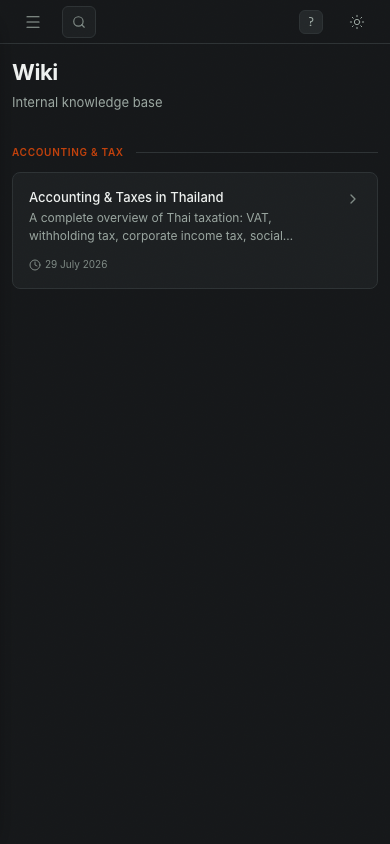 ?
Wiki
Internal knowledge base
ACCOUNTING & TAX
Accounting & Taxes in Thailand
A complete overview of Thai taxation: VAT,
withholding tax, corporate income tax, social...
29 July 2026